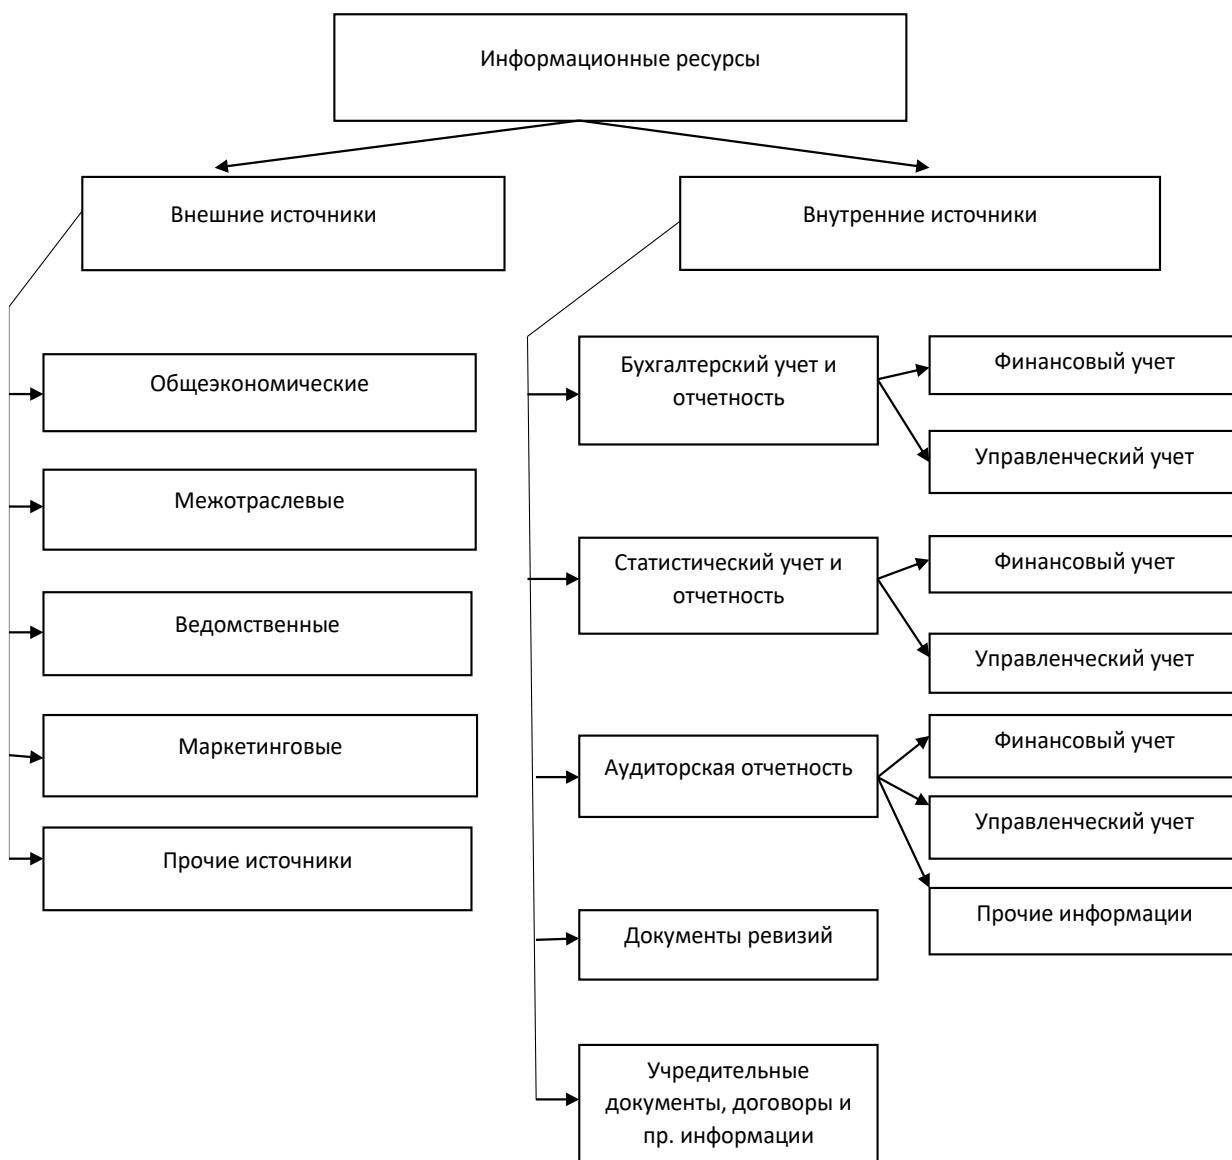 Информационные ресурсы
Внешние источники
Внутренние источники
Общеэкономические
Межотраслевые
Ведомственные
Маркетинговые
Прочие источники
Бухгалтерский учет и
отчетность
Финансовый учет
Управленческий учет
Статистический учет и
отчетность
Финансовый учет
Управленческий учет
Аудиторская отчетность
Финансовый учет
Управленческий учет
Прочие информации
Документы ревизий
Учредительные
документы, договоры и
пр. информации